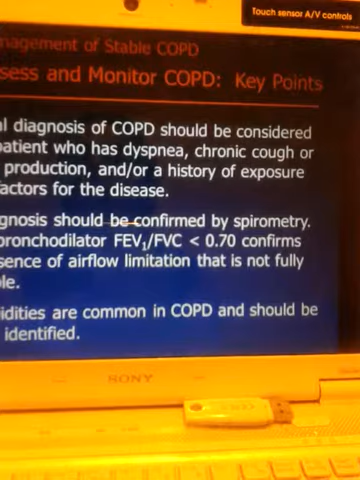 Touch sensor A/V controls
nagement of Stable COPD
sess and Monitor COPD: Key Points
al diagnosis of COPD should be considered
patient who has dyspnea, chronic cough or
production, and/or a history of exposure
factors for the disease.
gnosis should be confirmed by spirometry.
bronchodilator FEV₁/FVC < 0.70 confirms
sence of airflow limitation that is not fully
le.
idities are common in COPD and should be
identified.
SONY